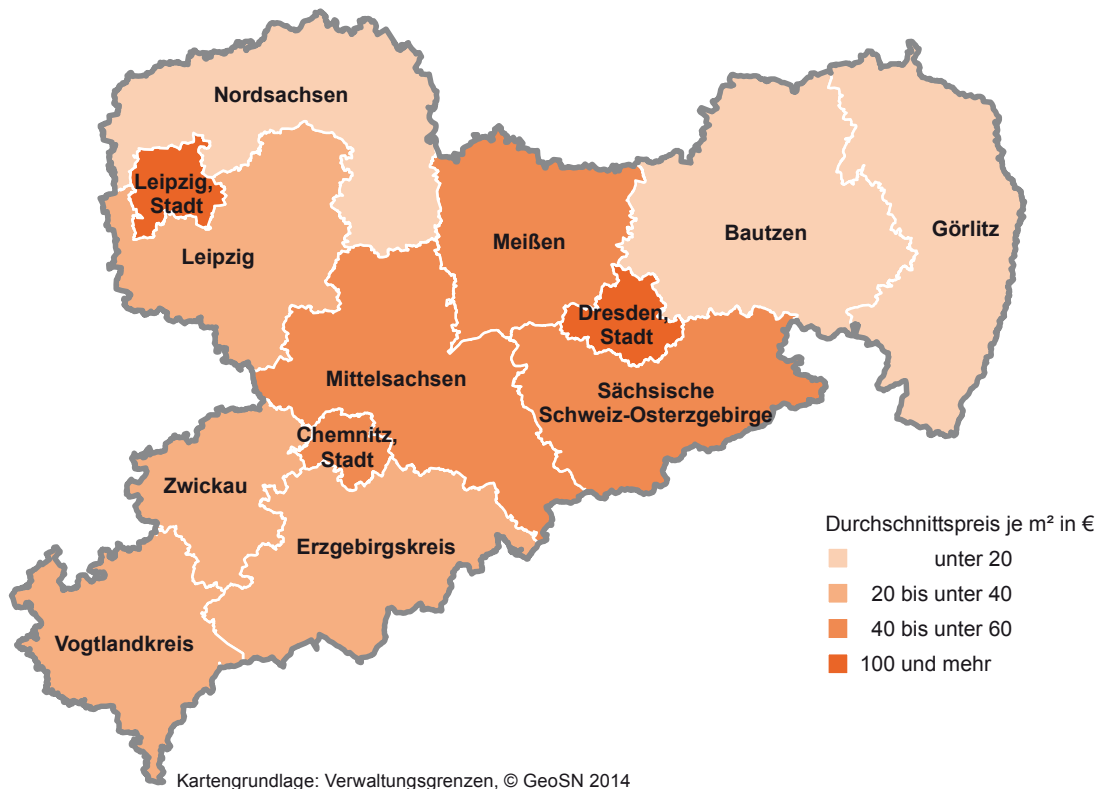 Nordsachsen
Leipzig,
Stadt
Leipzig
Meißen
Bautzen
Görlitz
Dresden,
Stadt
Mittelsachsen
Sächsische
Schweiz-Osterzgebirge
Chemnitz,
Stadt
Zwickau
Erzgebirgskreis
Vogtlandkreis
Durchschnittspreis je m² in €
unter 20
20 bis unter 40
40 bis unter 60
100 und mehr
Kartengrundlage: Verwaltungsgrenzen, © GeoSN 2014